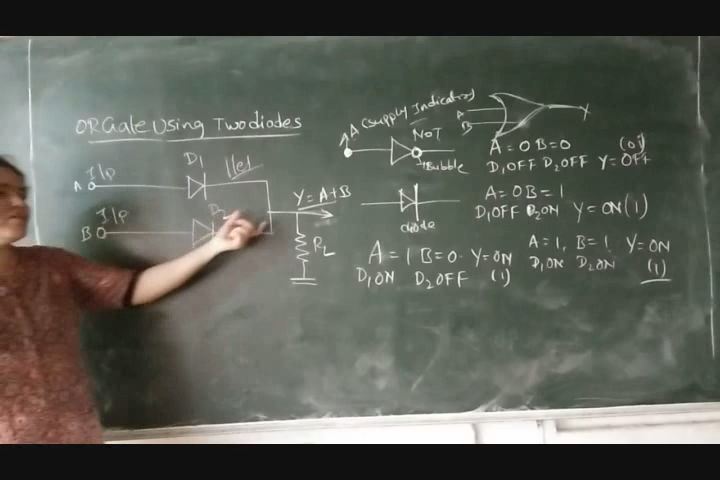 OR Gate Using Two diodes
A I/p
D1
llel
B I/p
D2
Y = A + B
RL
A (Supply Indicator)
NOT
Bubble
diode
A
B
Y
A = 0 B = 0
D1 OFF D2 OFF Y = OFF
A = 0 B = 1
D1 OFF D2 ON Y = ON (1)
A = 1 B = 0 Y = ON
D1 ON D2 OFF (1)
A = 1, B = 1 Y = ON
D1 ON D2 ON (1)